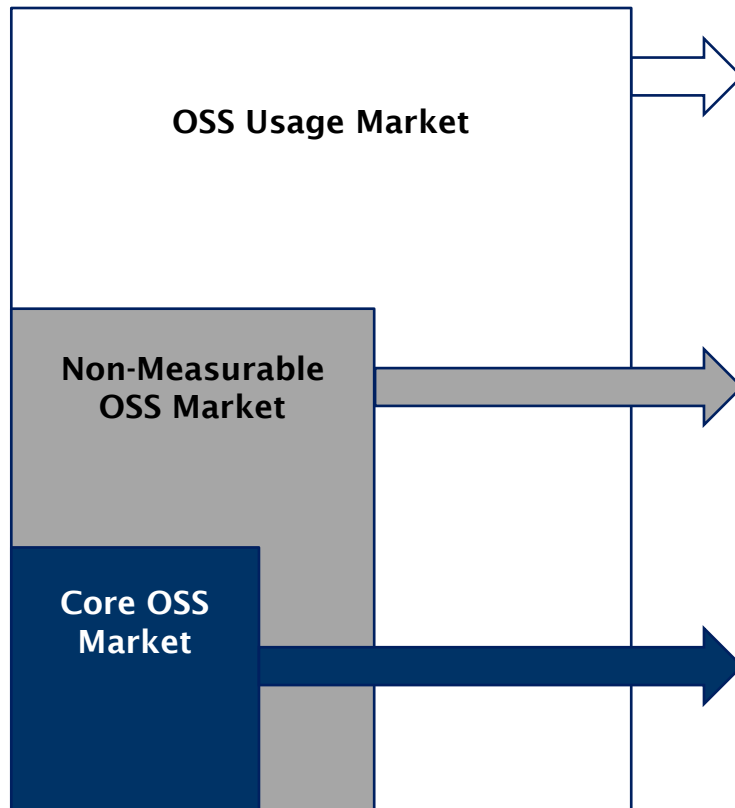 OSS Usage Market
Non-Measurable
OSS Market
Core OSS
Market